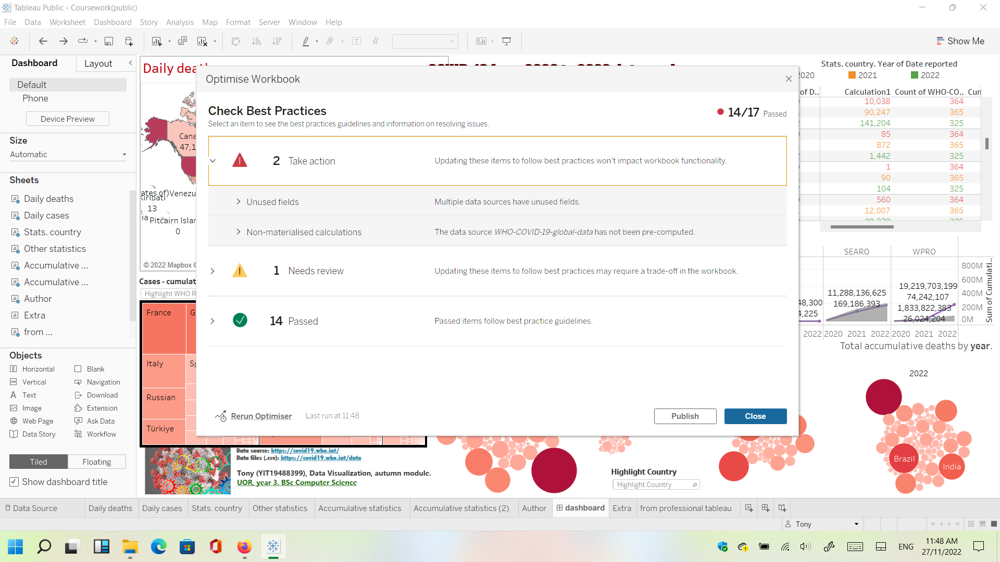 Tableau Public - Coursework(public)
File Data Worksheet Dashboard Story Analysis Map Format Server Window Help
Show Me
Dashboard Layout
Default
Phone
Device Preview
Size
Automatic
Sheets
Daily deaths
Daily cases
Stats. country
Other statistics
Accumulative ...
Accumulative ...
Author
Extra
from ...
Objects
Horizontal Blank
Vertical Navigation
Text Download
Image Extension
Web Page Ask Data
Data Story Workflow
Tiled Floating
Show dashboard title
Daily
Cana
47,1
ates of) Venezu
Kiribati
13
ia Pitcairn Islar
0
© 2022 Mapbox ©
Cases - cumulat
Highlight WHO R
France G
Italy Sp
Russian
Türkiye
Optimise Workbook
Check Best Practices
Select an item to see the best practices guidelines and information on resolving issues.
14/17 Passed
2 Take action Updating these items to follow best practices won't impact workbook functionality.
Unused fields Multiple data sources have unused fields.
Non-materialised calculations The data source WHO-COVID-19-global-data has not been pre-computed.
1 Needs review Updating these items to follow best practices may require a trade-off in the workbook.
14 Passed Passed items follow best practice guidelines.
Rerun Optimiser Last run at 11:48
Publish Close
Stats. country. Year of Date reported
2020 2021 2022
of D.. Calculation1 Count of WHO-CO.. Cun
10,038 364
90,247 365
141,204 325
85 364
872 365
1,442 325
1 364
90 365
104 325
560 364
12,007 365
SEARO WPRO
11,288,136,625
169,186,393
19,219,703,199
74,242,107
1,833,822,383
26,024,204
48,300
4,225
800M
600M
400M
200M
0M
Sum of Cumulati..
2022 2020 2021 2022 2020 2021 2022
Total accumulative deaths by year.
2022
Brazil
India
Data source: https://covid19.who.int/
Data files (.csv): https://covid19.who.int/data
Tony (YIT19488399), Data Visualization, autumn module.
UOR, year 3. BSc Computer Science
Highlight Country
Highlight Country
Data Source Daily deaths Daily cases Stats. country Other statistics Accumulative statistics Accumulative statistics (2) Author dashboard Extra from professional tableau
Tony
ENG
11:48 AM
27/11/2022